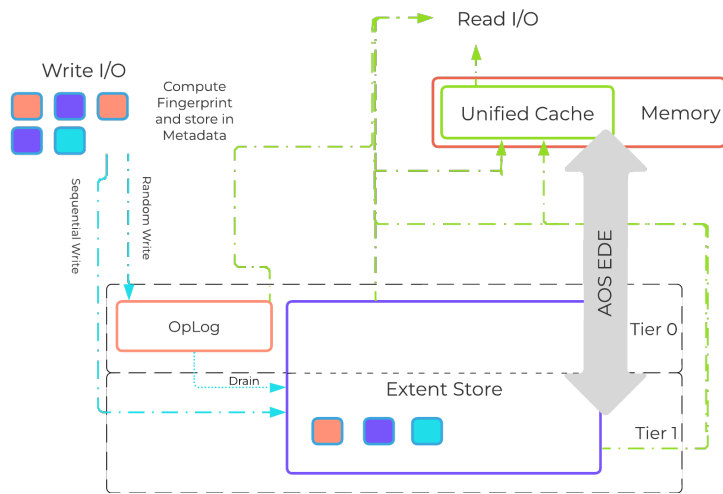 Read I/O
Write I/O
Compute
Fingerprint
and store in
Metadata
Unified Cache
Memory
Sequential Write
Random Write
AOS EDE
OpLog
Tier 0
Drain
Extent Store
Tier 1